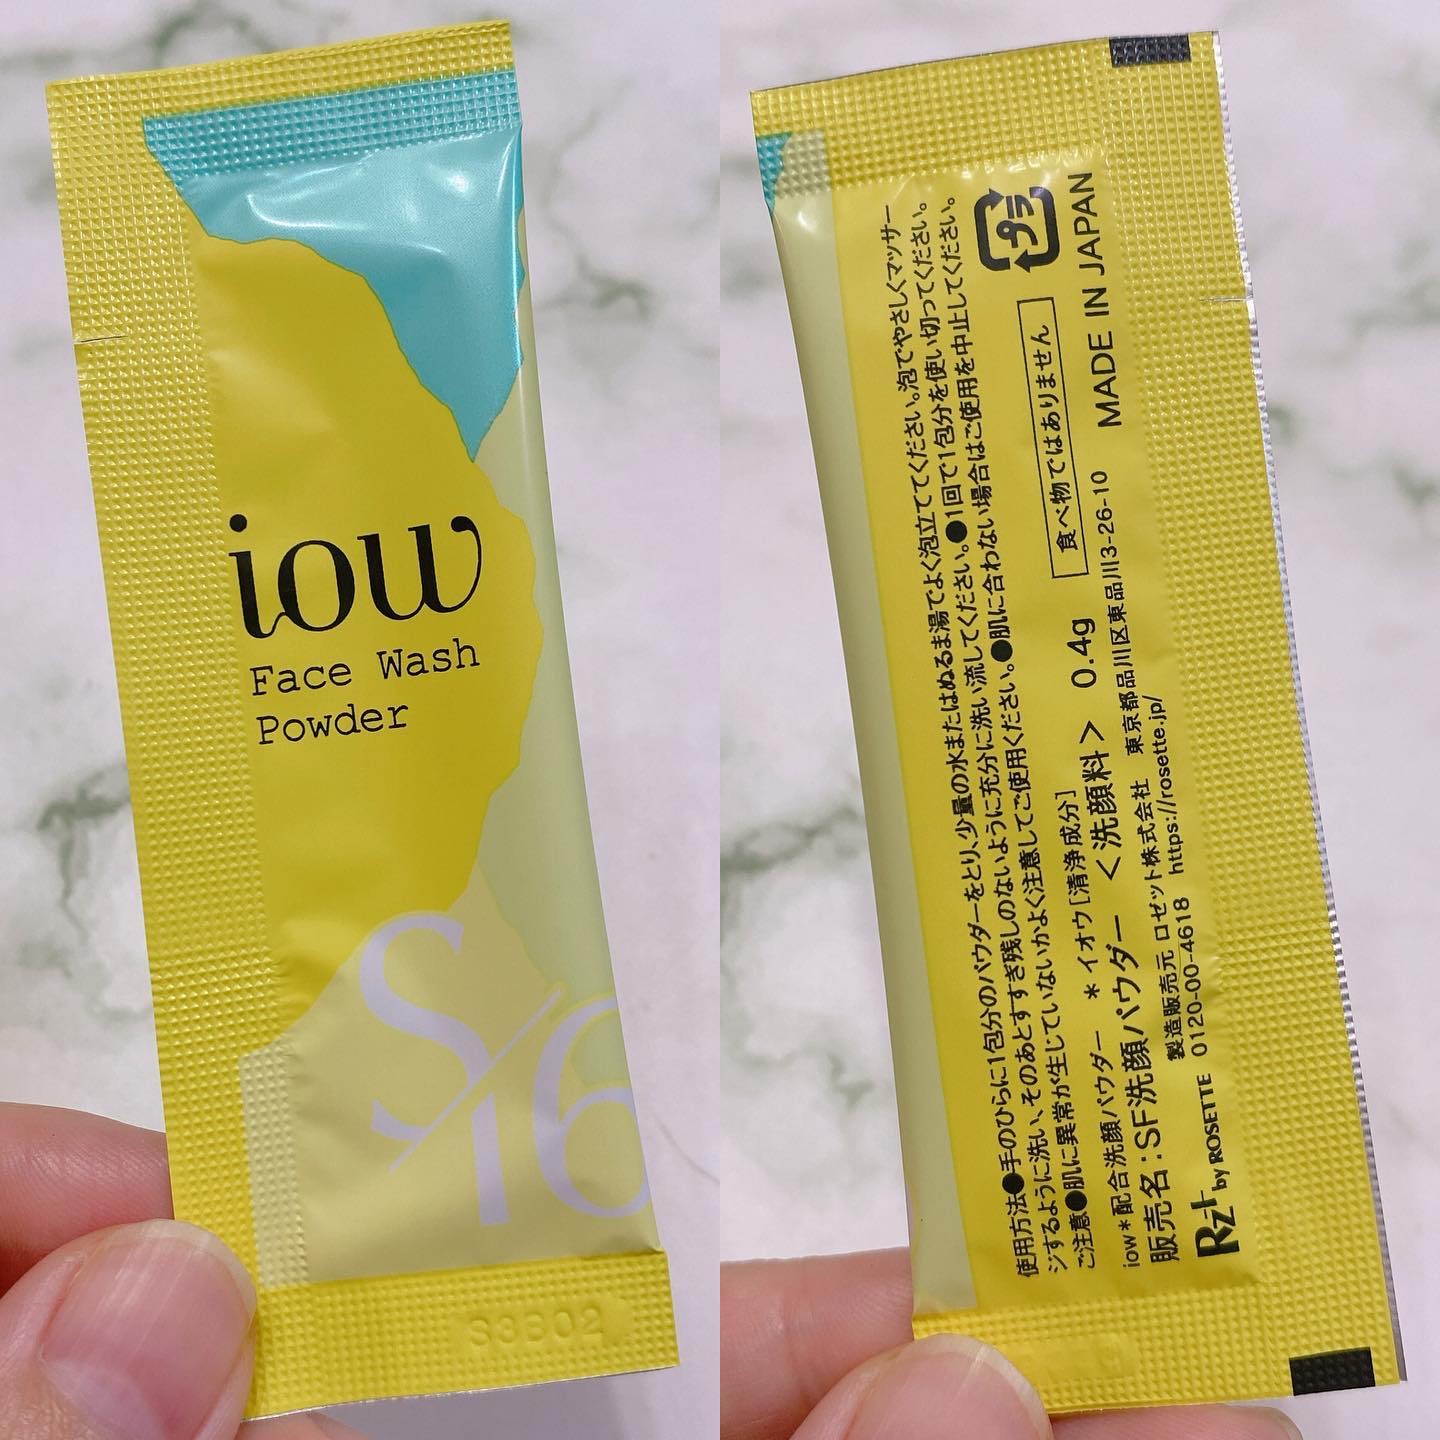 iow
Face Wash
Powder
S/16
S3B02
使用方法●手のひらに1包分のパウダーをとり、少量の水またはぬるま湯でよく泡立ててください。泡でやさしくマッサー
ジするように洗い、そのあとすすぎ残しのないように充分に洗い流してください。●1回で1包分を使い切ってください。
ご注意●肌に異常が生じていないかよく注意してご使用ください。●肌に合わない場合はご使用を中止してください。
iow*配合洗顔パウダー *イオウ[清浄成分]
販売名:SF洗顔パウダー <洗顔料> 0.4g
食べ物ではありません
プラ
製造販売元 ロゼット株式会社 東京都品川区東品川3-26-10
MADE IN JAPAN
Rz+ by ROSETTE 0120-00-4618 https://rosette.jp/